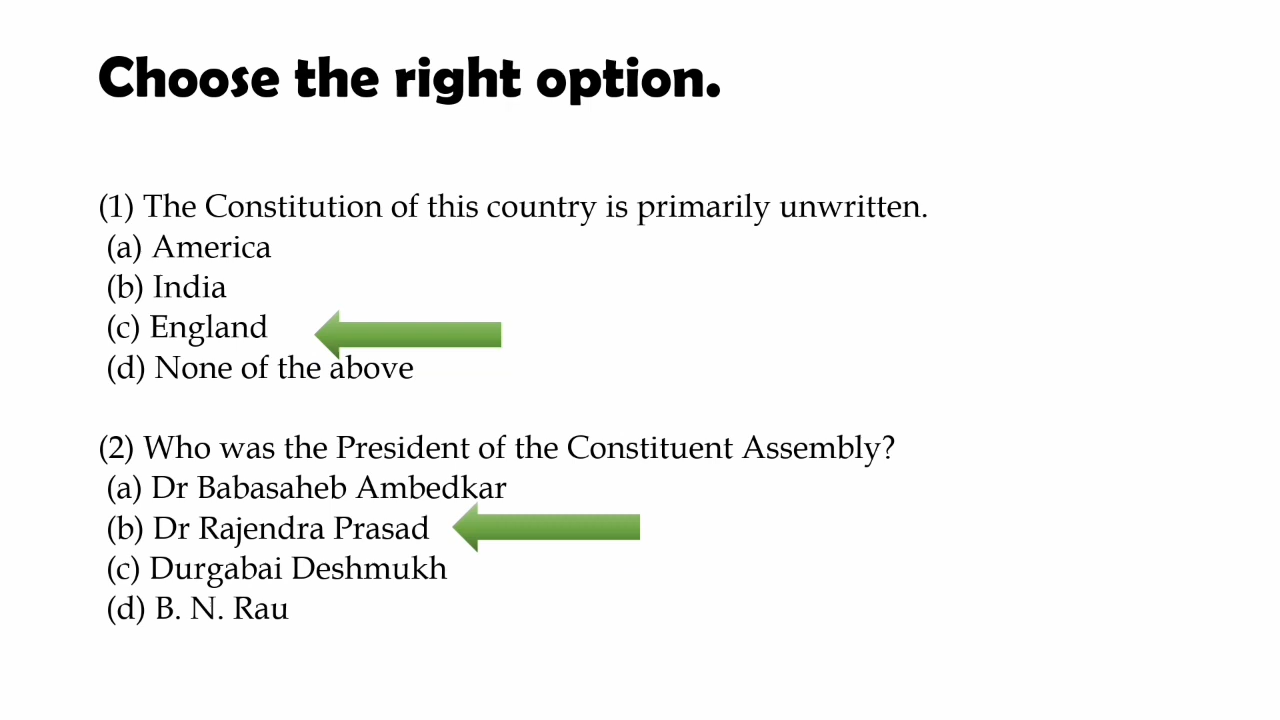 Choose the right option.
(1) The Constitution of this country is primarily unwritten.
(a) America
(b) India
(c) England
(d) None of the above
(2) Who was the President of the Constituent Assembly?
(a) Dr Babasaheb Ambedkar
(b) Dr Rajendra Prasad
(c) Durgabai Deshmukh
(d) B. N. Rau